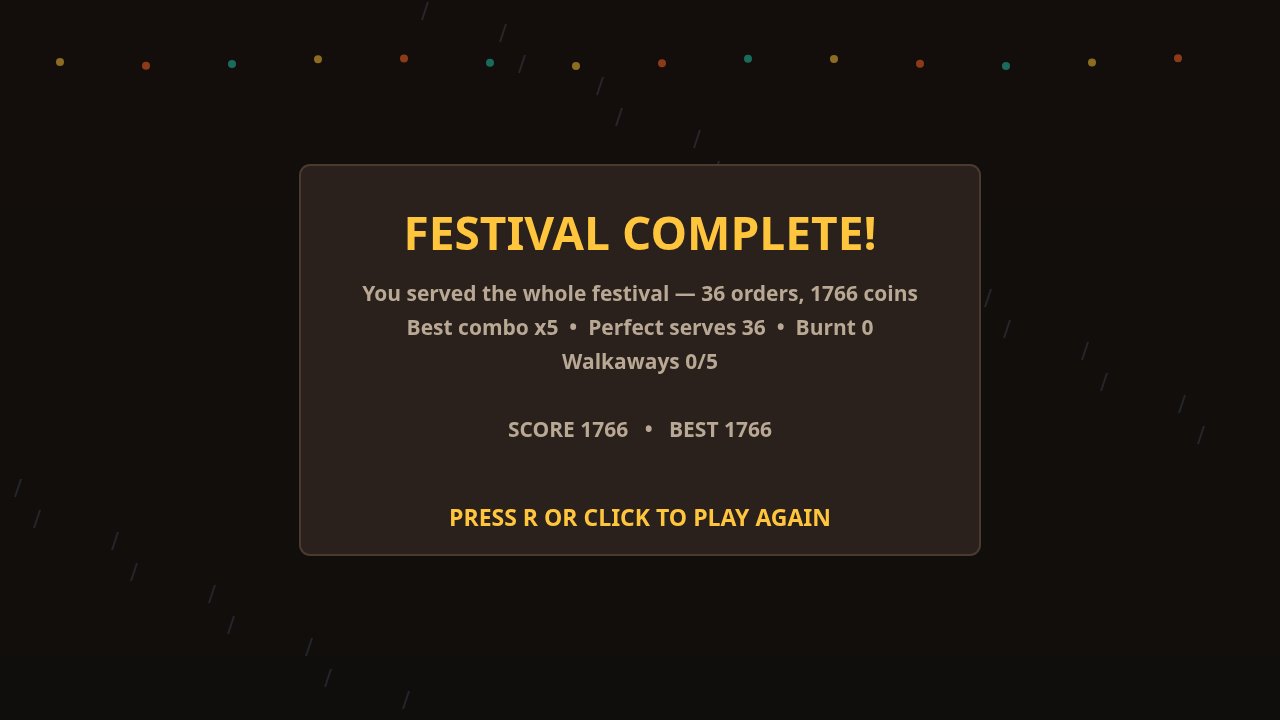 FESTIVAL COMPLETE!
You served the whole festival — 36 orders, 1766 coins
Best combo x5 • Perfect serves 36 • Burnt 0
Walkaways 0/5
SCORE 1766 • BEST 1766
PRESS R OR CLICK TO PLAY AGAIN